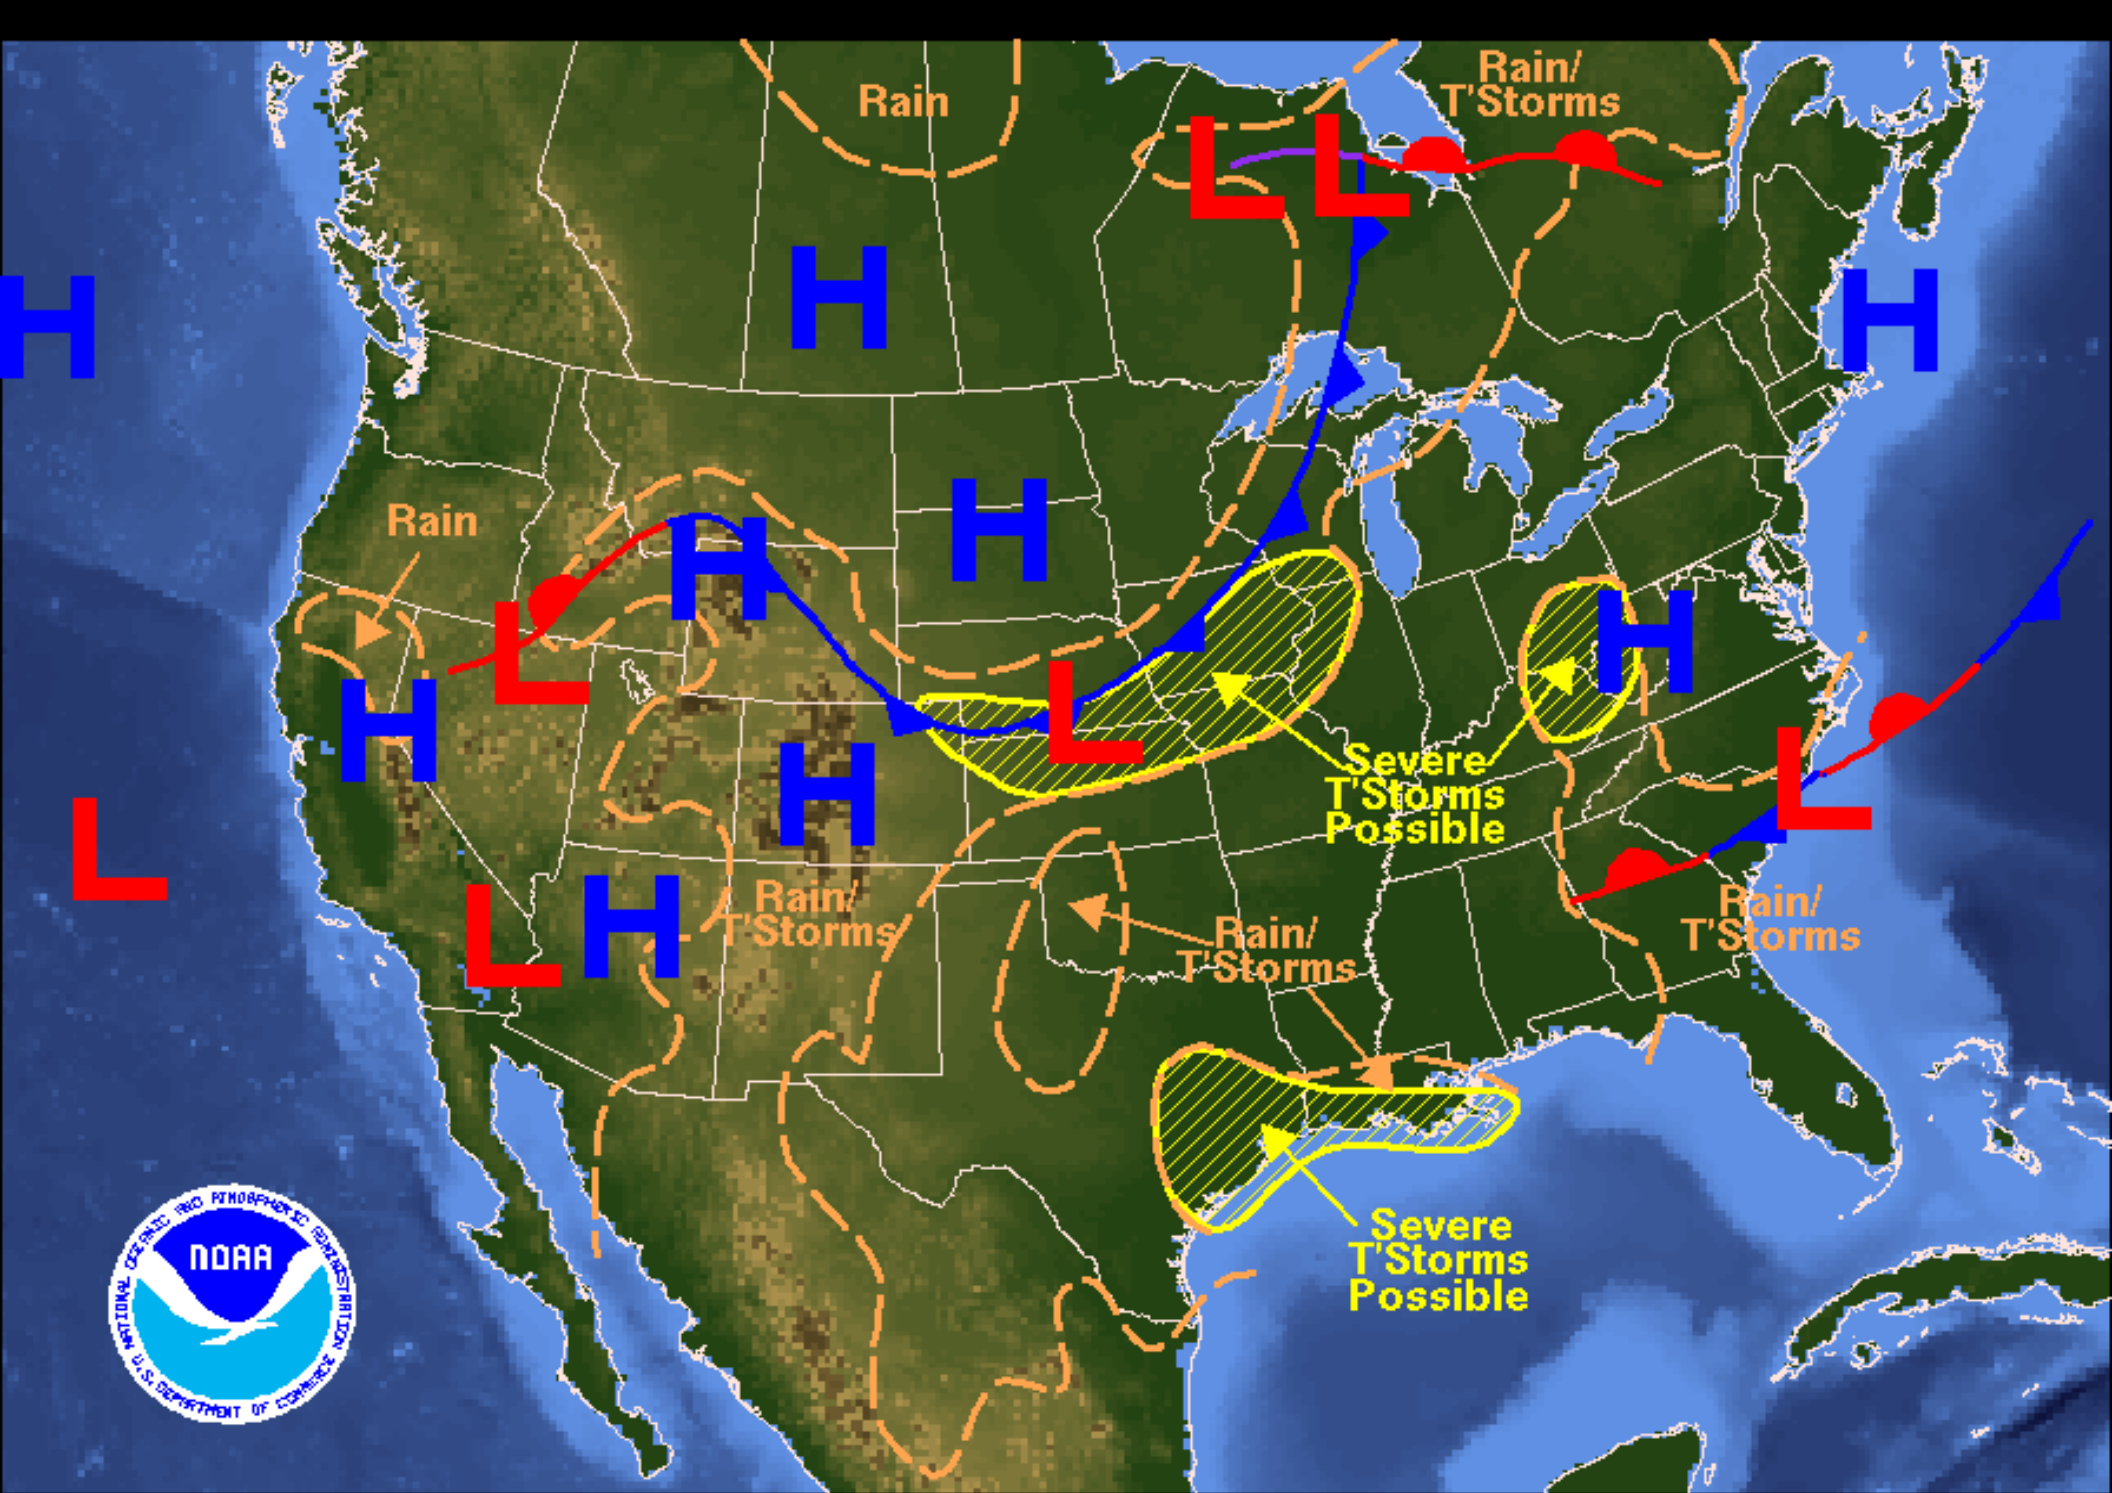 Rain
Rain/
T'Storms
H
L
L
H
H
H
Rain
H
H
L
H
H
L
Severe
T'Storms
Possible
L
H
L
L
H
Rain/
T'Storms
Rain/
T'Storms
Rain/
T'Storms
Severe
T'Storms
Possible
NATIONAL OCEANIC AND ATMOSPHERIC ADMINISTRATION
NOAA
U.S. DEPARTMENT OF COMMERCE